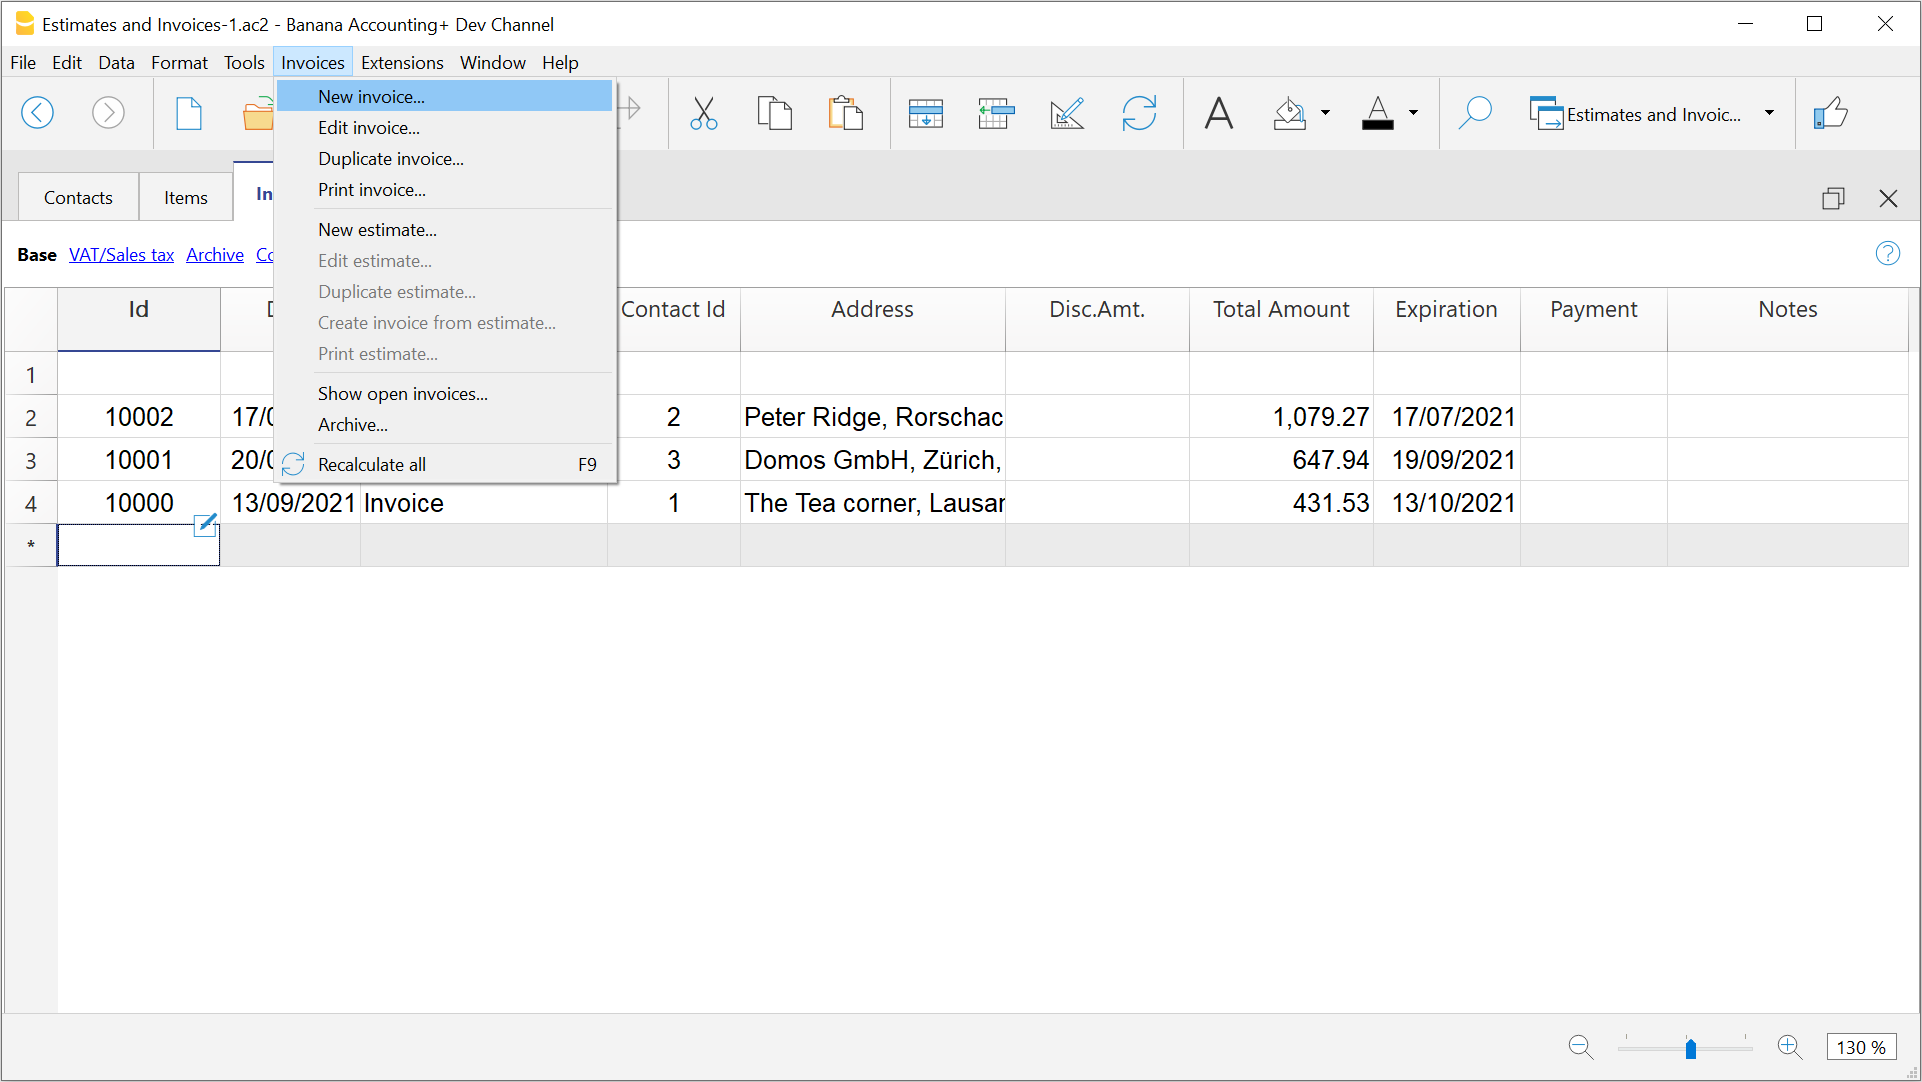 Estimates and Invoices-1.ac2 - Banana Accounting+ Dev Channel
File Edit Data Format Tools Invoices Extensions Window Help
New invoice...
Edit invoice...
Duplicate invoice...
Print invoice...
New estimate...
Edit estimate...
Duplicate estimate...
Create invoice from estimate...
Print estimate...
Show open invoices...
Archive...
Recalculate all F9
Estimates and Invoic...
Contacts Items In
Base VAT/Sales tax Archive Co
Id Contact Id Address Disc.Amt. Total Amount Expiration Payment Notes
1
2 10002 17/0 2 Peter Ridge, Rorschac 1,079.27 17/07/2021
3 10001 20/0 3 Domos GmbH, Zürich, 647.94 19/09/2021
4 10000 13/09/2021 Invoice 1 The Tea corner, Lausan 431.53 13/10/2021
*
130 %